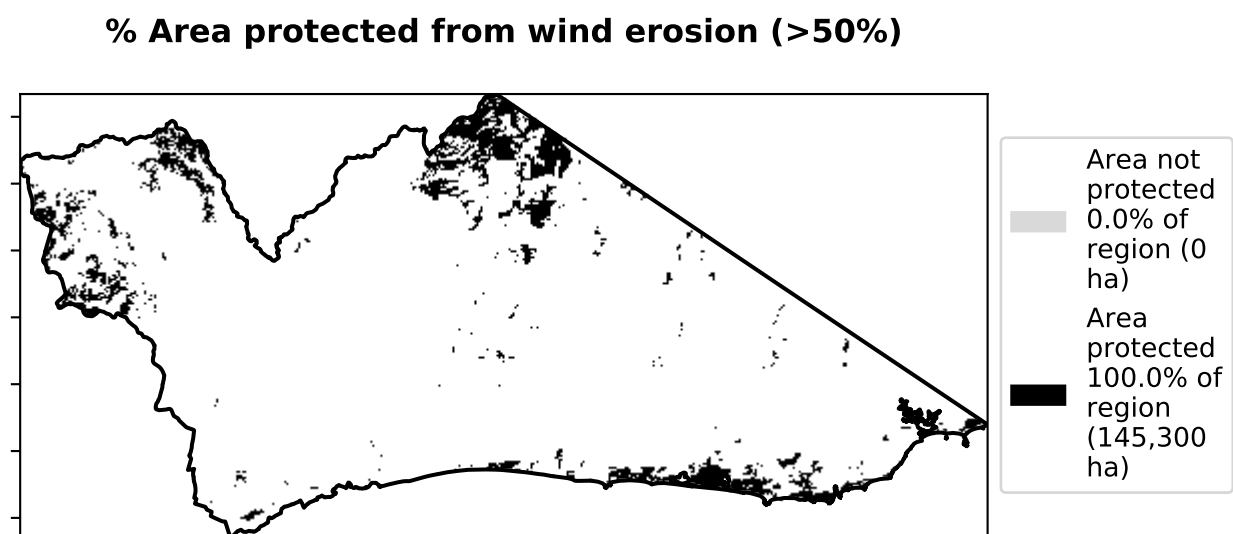 % Area protected from wind erosion (>50%)
Area not
protected
0.0% of
region (0
ha)
Area
protected
100.0% of
region
(145,300
ha)